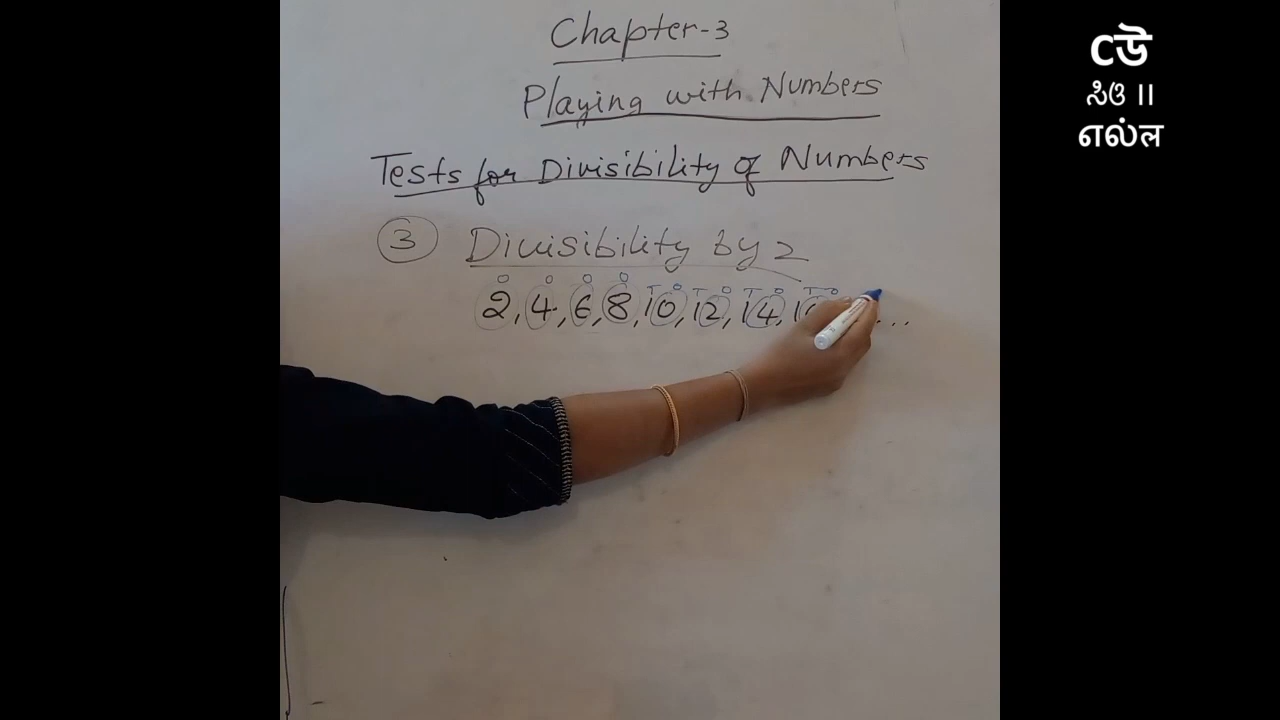 Chapter-3
Playing with Numbers
Tests for Divisibility of Numbers
3 Divisibility by 2
O O O O T O T O T O T O
2, 4, 6, 8, 10, 12, 14, ...
Cউ
ಸಿಓ ॥
எல்ல